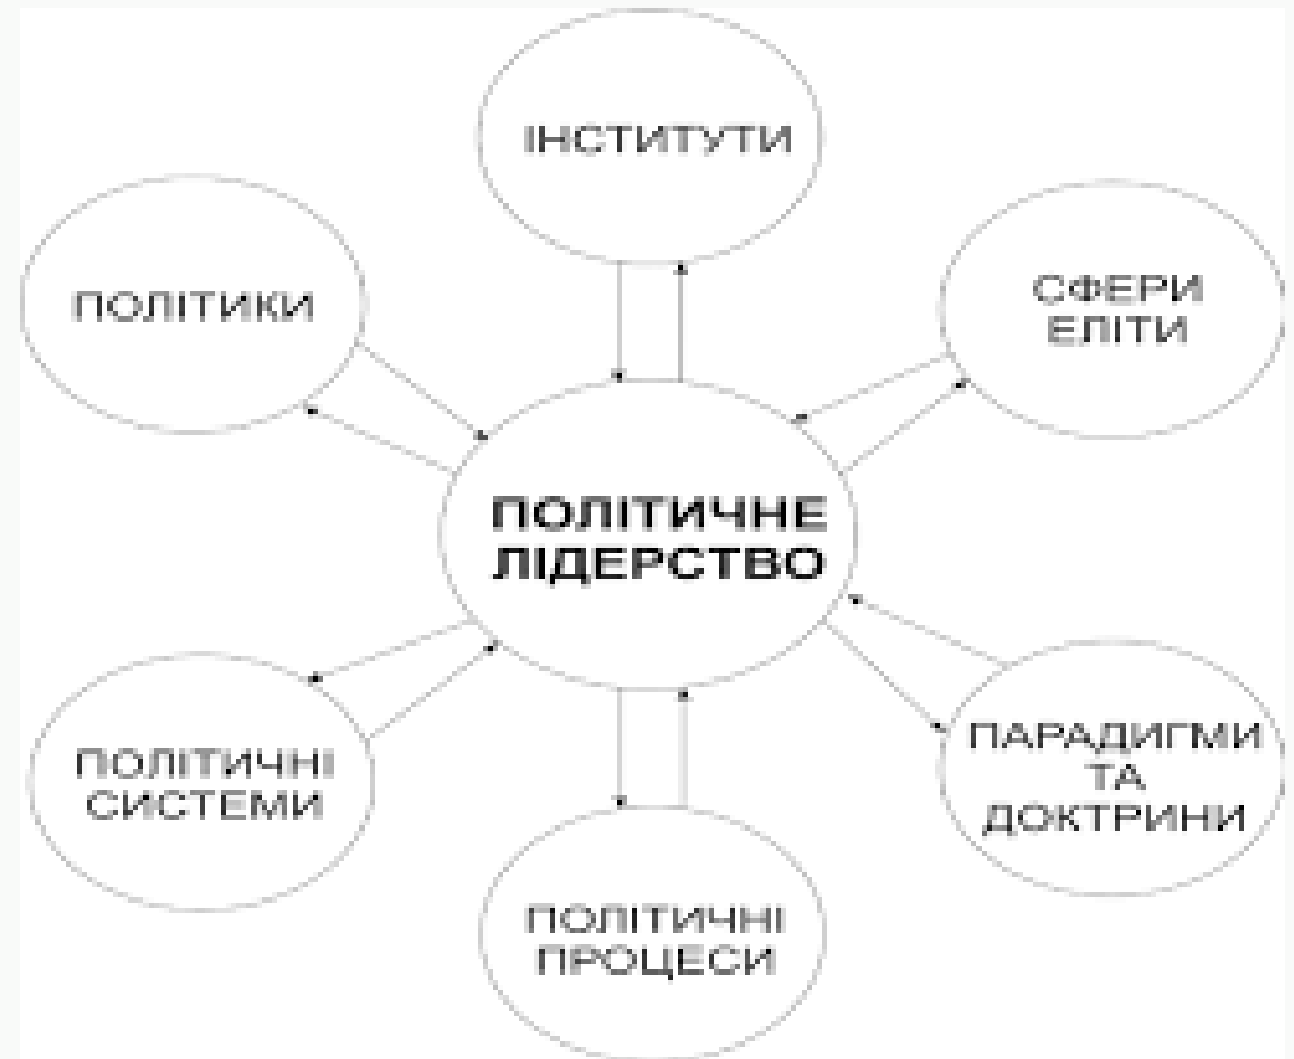 ІНСТИТУТИ
ПОЛІТИКИ
СФЕРИ
ЕЛІТИ
ПОЛІТИЧНЕ
ЛІДЕРСТВО
ПОЛІТИЧНІ
СИСТЕМИ
ПАРАДИГМИ
ТА
ДОКТРИНИ
ПОЛІТИЧНІ
ПРОЦЕСИ